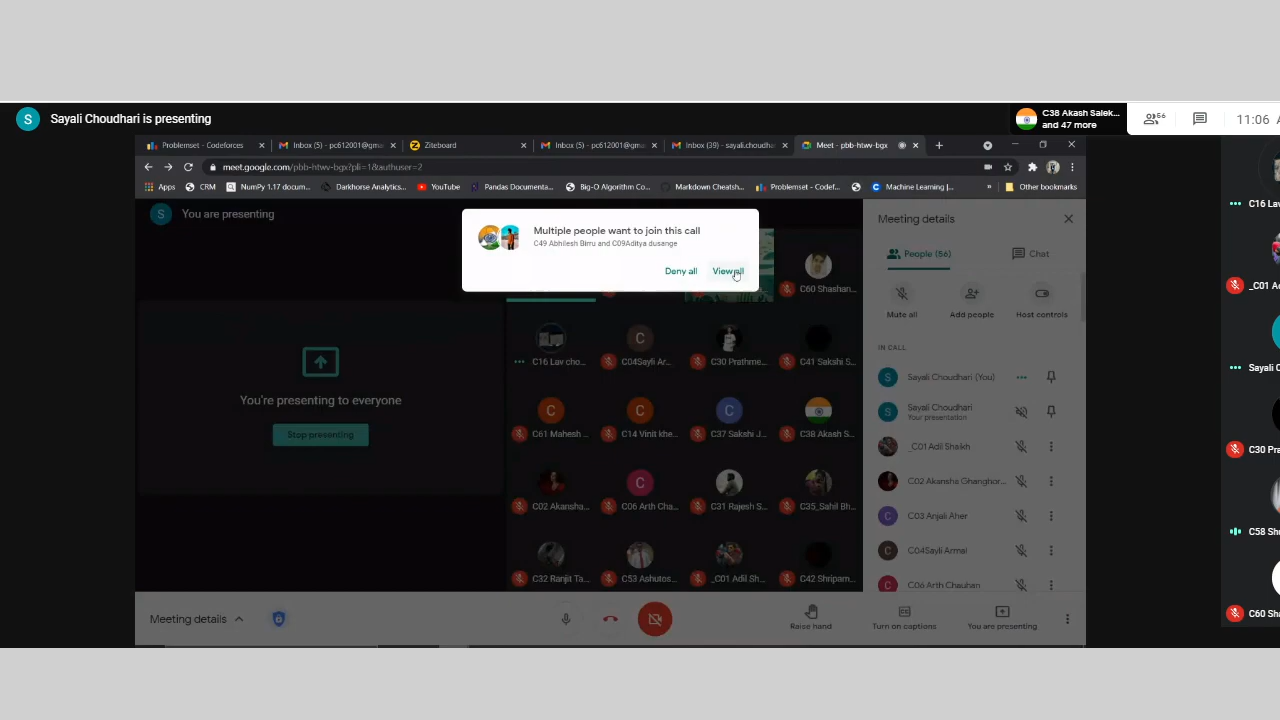 S Sayali Choudhari is presenting
C38 Akash Salek...
and 47 more
56
11:06
Problemset - Codeforces
Inbox (5) - pc612001@gmai
Ziteboard
Inbox (5) - pc612001@gmai
Inbox (39) - sayali.choudhar
Meet - pbb-htwv-bgx
meet.google.com/pbb-htwv-bgx?pli=1&authuser=2
Apps
CRM
NumPy 1.17 docum...
Darkhorse Analytics...
YouTube
Pandas Documenta...
Big-O Algorithm Co...
Markdown Cheatsh...
Problemset - Codef...
Machine Learning |...
»
Other bookmarks
S You are presenting
Multiple people want to join this call
C49 Abhilesh Birru and C09Aditya dusange
Deny all
View all
Meeting details
People (56)
Chat
Mute all
Add people
Host controls
IN CALL
S Sayali Choudhari (You)
S Sayali Choudhari
Your presentation
_C01 Adil Shaikh
C02 Akansha Ghanghor...
C C03 Anjali Aher
C C04Sayli Armal
C C06 Arth Chauhan
You're presenting to everyone
Stop presenting
C60 Shashan...
C16 Lav cho...
C C04Sayli Ar...
C30 Prathme...
C41 Sakshi S...
C C61 Mahesh ...
C C14 Vinit khe...
C C37 Sakshi J...
C38 Akash S...
C02 Akansha...
C C06 Arth Cha...
C31 Rajesh S...
C35_Sahil Bh...
C32 Ranjit Ta...
C53 Ashutos...
_C01 Adil Sh...
C42 Shripam...
Meeting details
Raise hand
Turn on captions
You are presenting
C16 Lav
_C01 Ad
Sayali C
C30 Pra
C58 Sho
C60 Sha